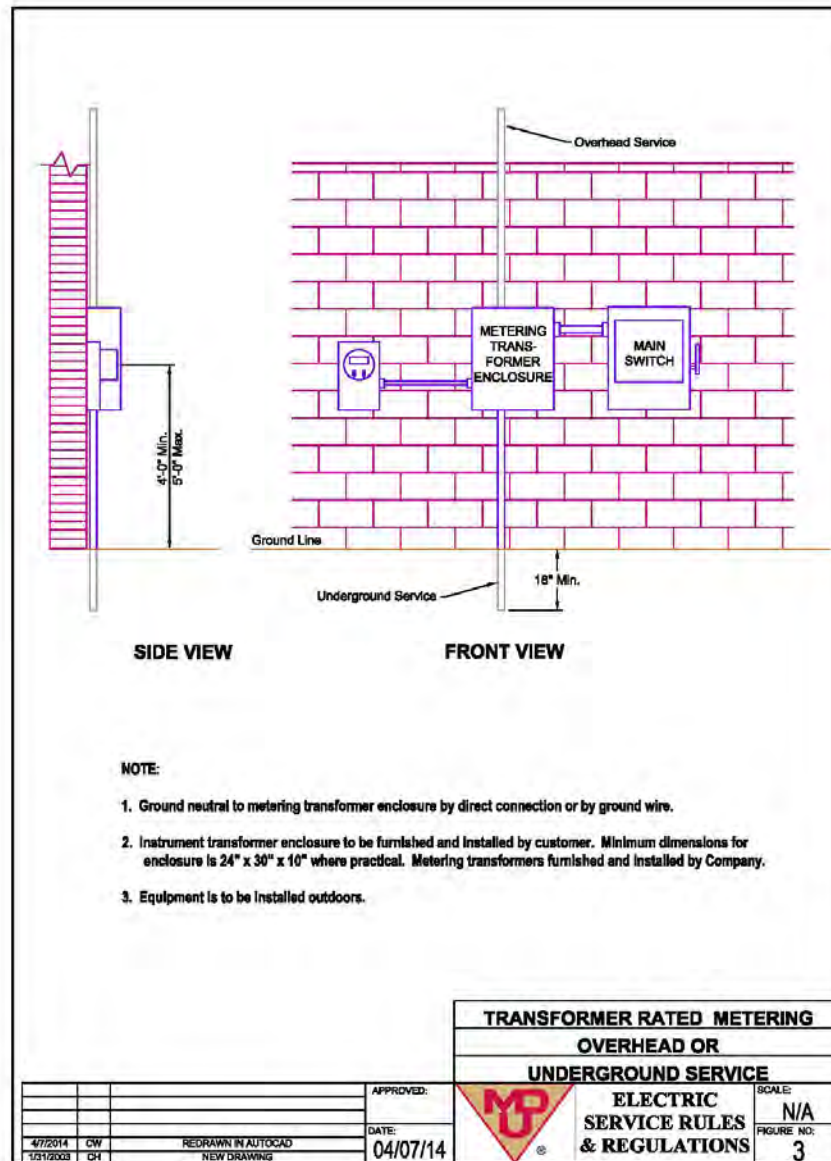 Overhead Service
METERING
TRANS-
FORMER
ENCLOSURE
MAIN
SWITCH
4'-0" Min.
5'-0" Max.
Ground Line
18" Min.
Underground Service
SIDE VIEW
FRONT VIEW
NOTE:
1. Ground neutral to metering transformer enclosure by direct connection or by ground wire.
2. Instrument transformer enclosure to be furnished and installed by customer. Minimum dimensions for
enclosure is 24" x 30" x 10" where practical. Metering transformers furnished and installed by Company.
3. Equipment is to be installed outdoors.
TRANSFORMER RATED METERING
OVERHEAD OR
UNDERGROUND SERVICE
APPROVED:
DATE:
04/07/14
4/7/2014 CW REDRAWN IN AUTOCAD
1/31/2003 CH NEW DRAWING
MDU
®
ELECTRIC
SERVICE RULES
& REGULATIONS
SCALE:
N/A
FIGURE NO:
3